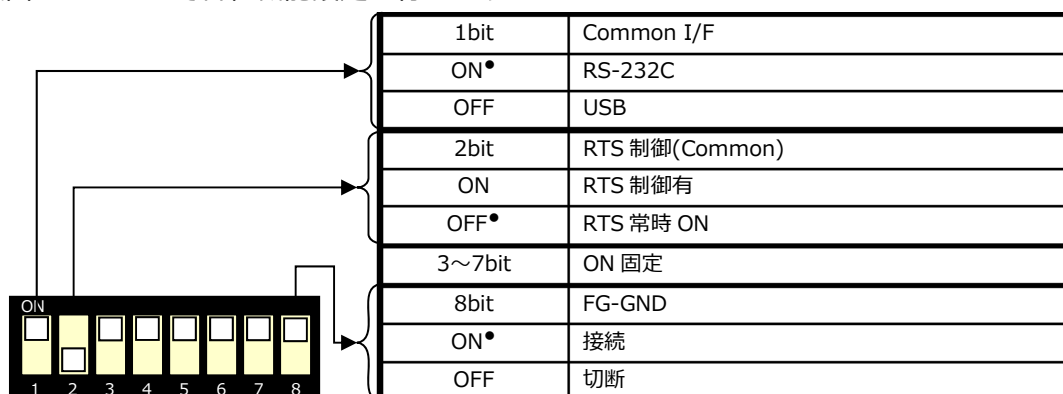 1bit Common I/F
ON● RS-232C
OFF USB
2bit RTS 制御(Common)
ON RTS 制御有
OFF● RTS 常時 ON
3～7bit ON 固定
8bit FG-GND
ON● 接続
OFF 切断
ON
1 2 3 4 5 6 7 8